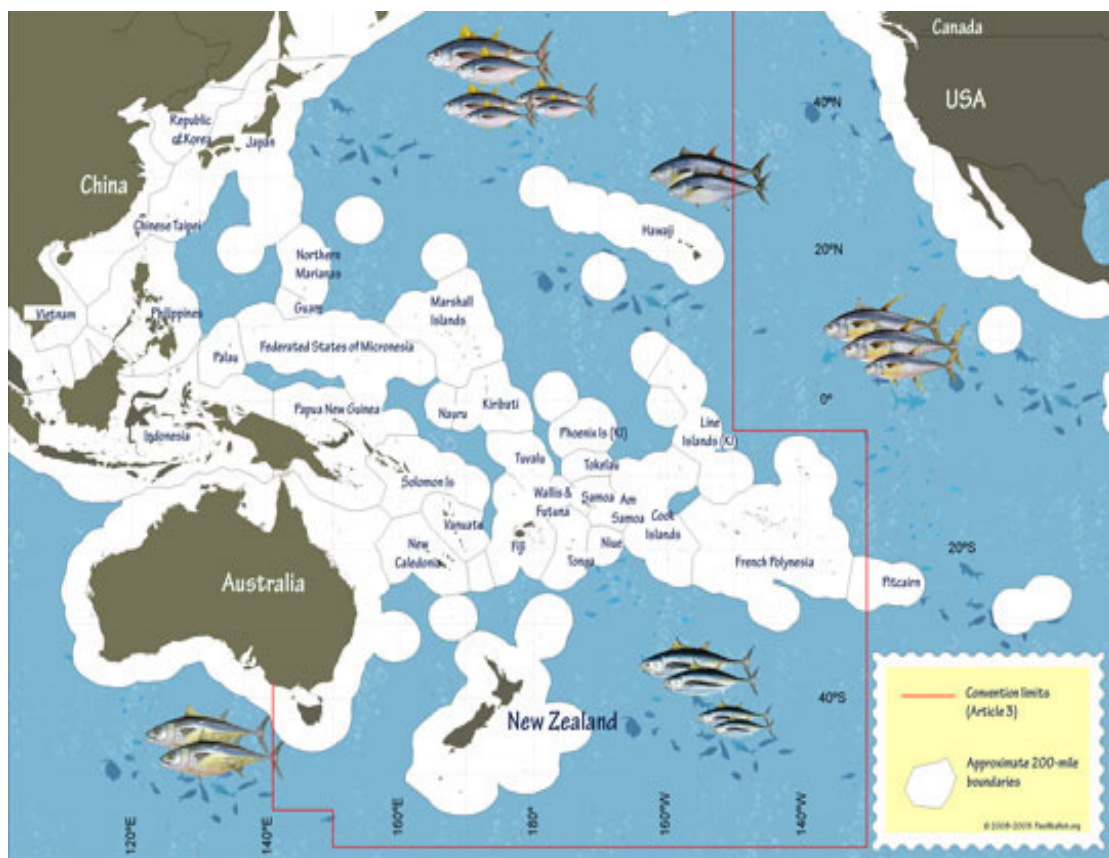 Canada
USA
40°N
Republic
of Korea
Japan
China
Chinese Taipei
Hawaii
20°N
Northern
Marianas
Guam
Marshall
Islands
Vietnam
Philippines
Palau
Federated States of Micronesia
0°
Papua New Guinea
Nauru
Kiribati
Phoenix Is (KI)
Line
Islands (KI)
Indonesia
Tuvalu
Tokelau
Solomon Is
Wallis &
Futuna
Samoa
Am
Samoa
Cook
Islands
Vanuatu
New
Caledonia
Fiji
Tonga
Niue
French Polynesia
20°S
Pitcairn
Australia
New Zealand
40°S
120°E
140°E
160°E
180°
160°W
140°W
Convention limits
(Article 3)
Approximate 200-mile
boundaries